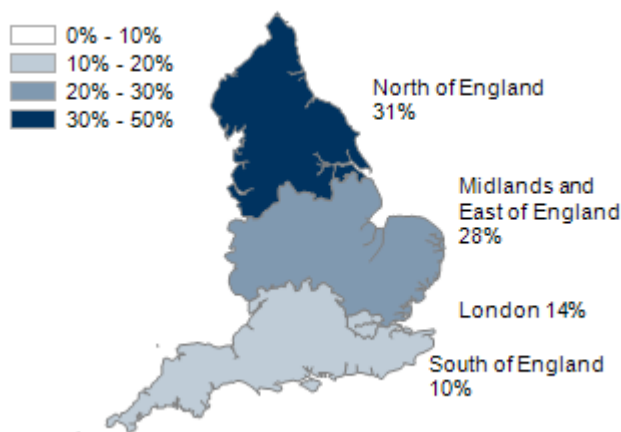 0% - 10%
10% - 20%
20% - 30%
30% - 50%
North of England
31%
Midlands and
East of England
28%
London 14%
South of England
10%